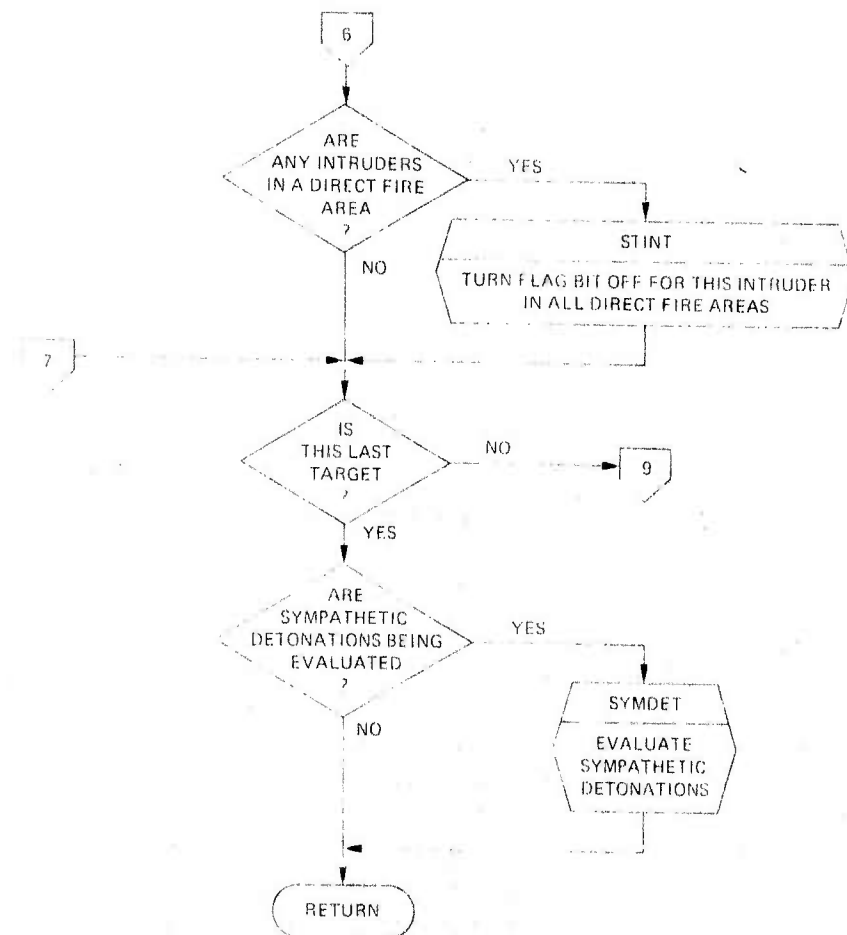 6
ARE
ANY INTRUDERS
IN A DIRECT FIRE
AREA
?
YES
NO
STINT
TURN FLAG BIT OFF FOR THIS INTRUDER
IN ALL DIRECT FIRE AREAS
7
IS
THIS LAST
TARGET
?
NO
9
YES
ARE
SYMPATHETIC
DETONATIONS BEING
EVALUATED
?
YES
NO
SYMDET
EVALUATE
SYMPATHETIC
DETONATIONS
RETURN